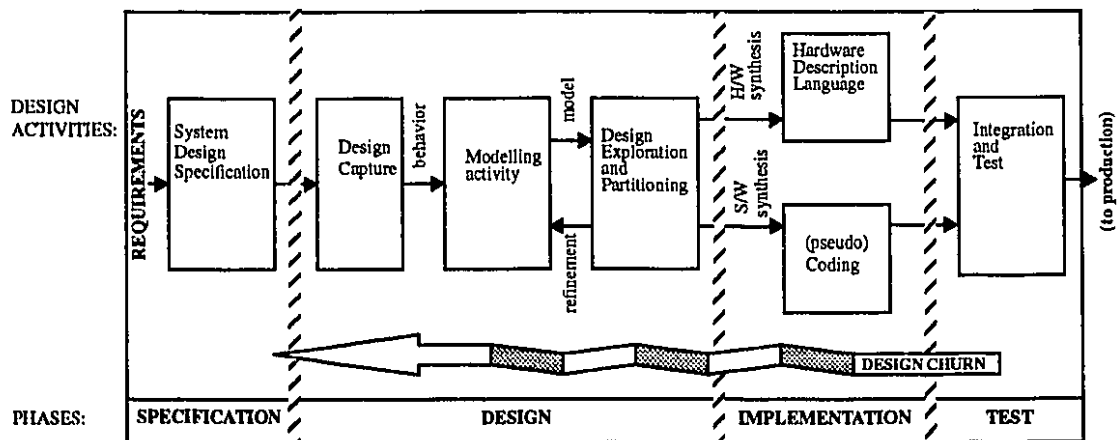 DESIGN
ACTIVITIES:
REQUIREMENTS
System
Design
Specification
Design
Capture
behavior
Modelling
activity
model
refinement
Design
Exploration
and
Partitioning
H/W
synthesis
S/W
synthesis
Hardware
Description
Language
(pseudo)
Coding
Integration
and
Test
(to production)
DESIGN CHURN
PHASES:
SPECIFICATION
DESIGN
IMPLEMENTATION
TEST